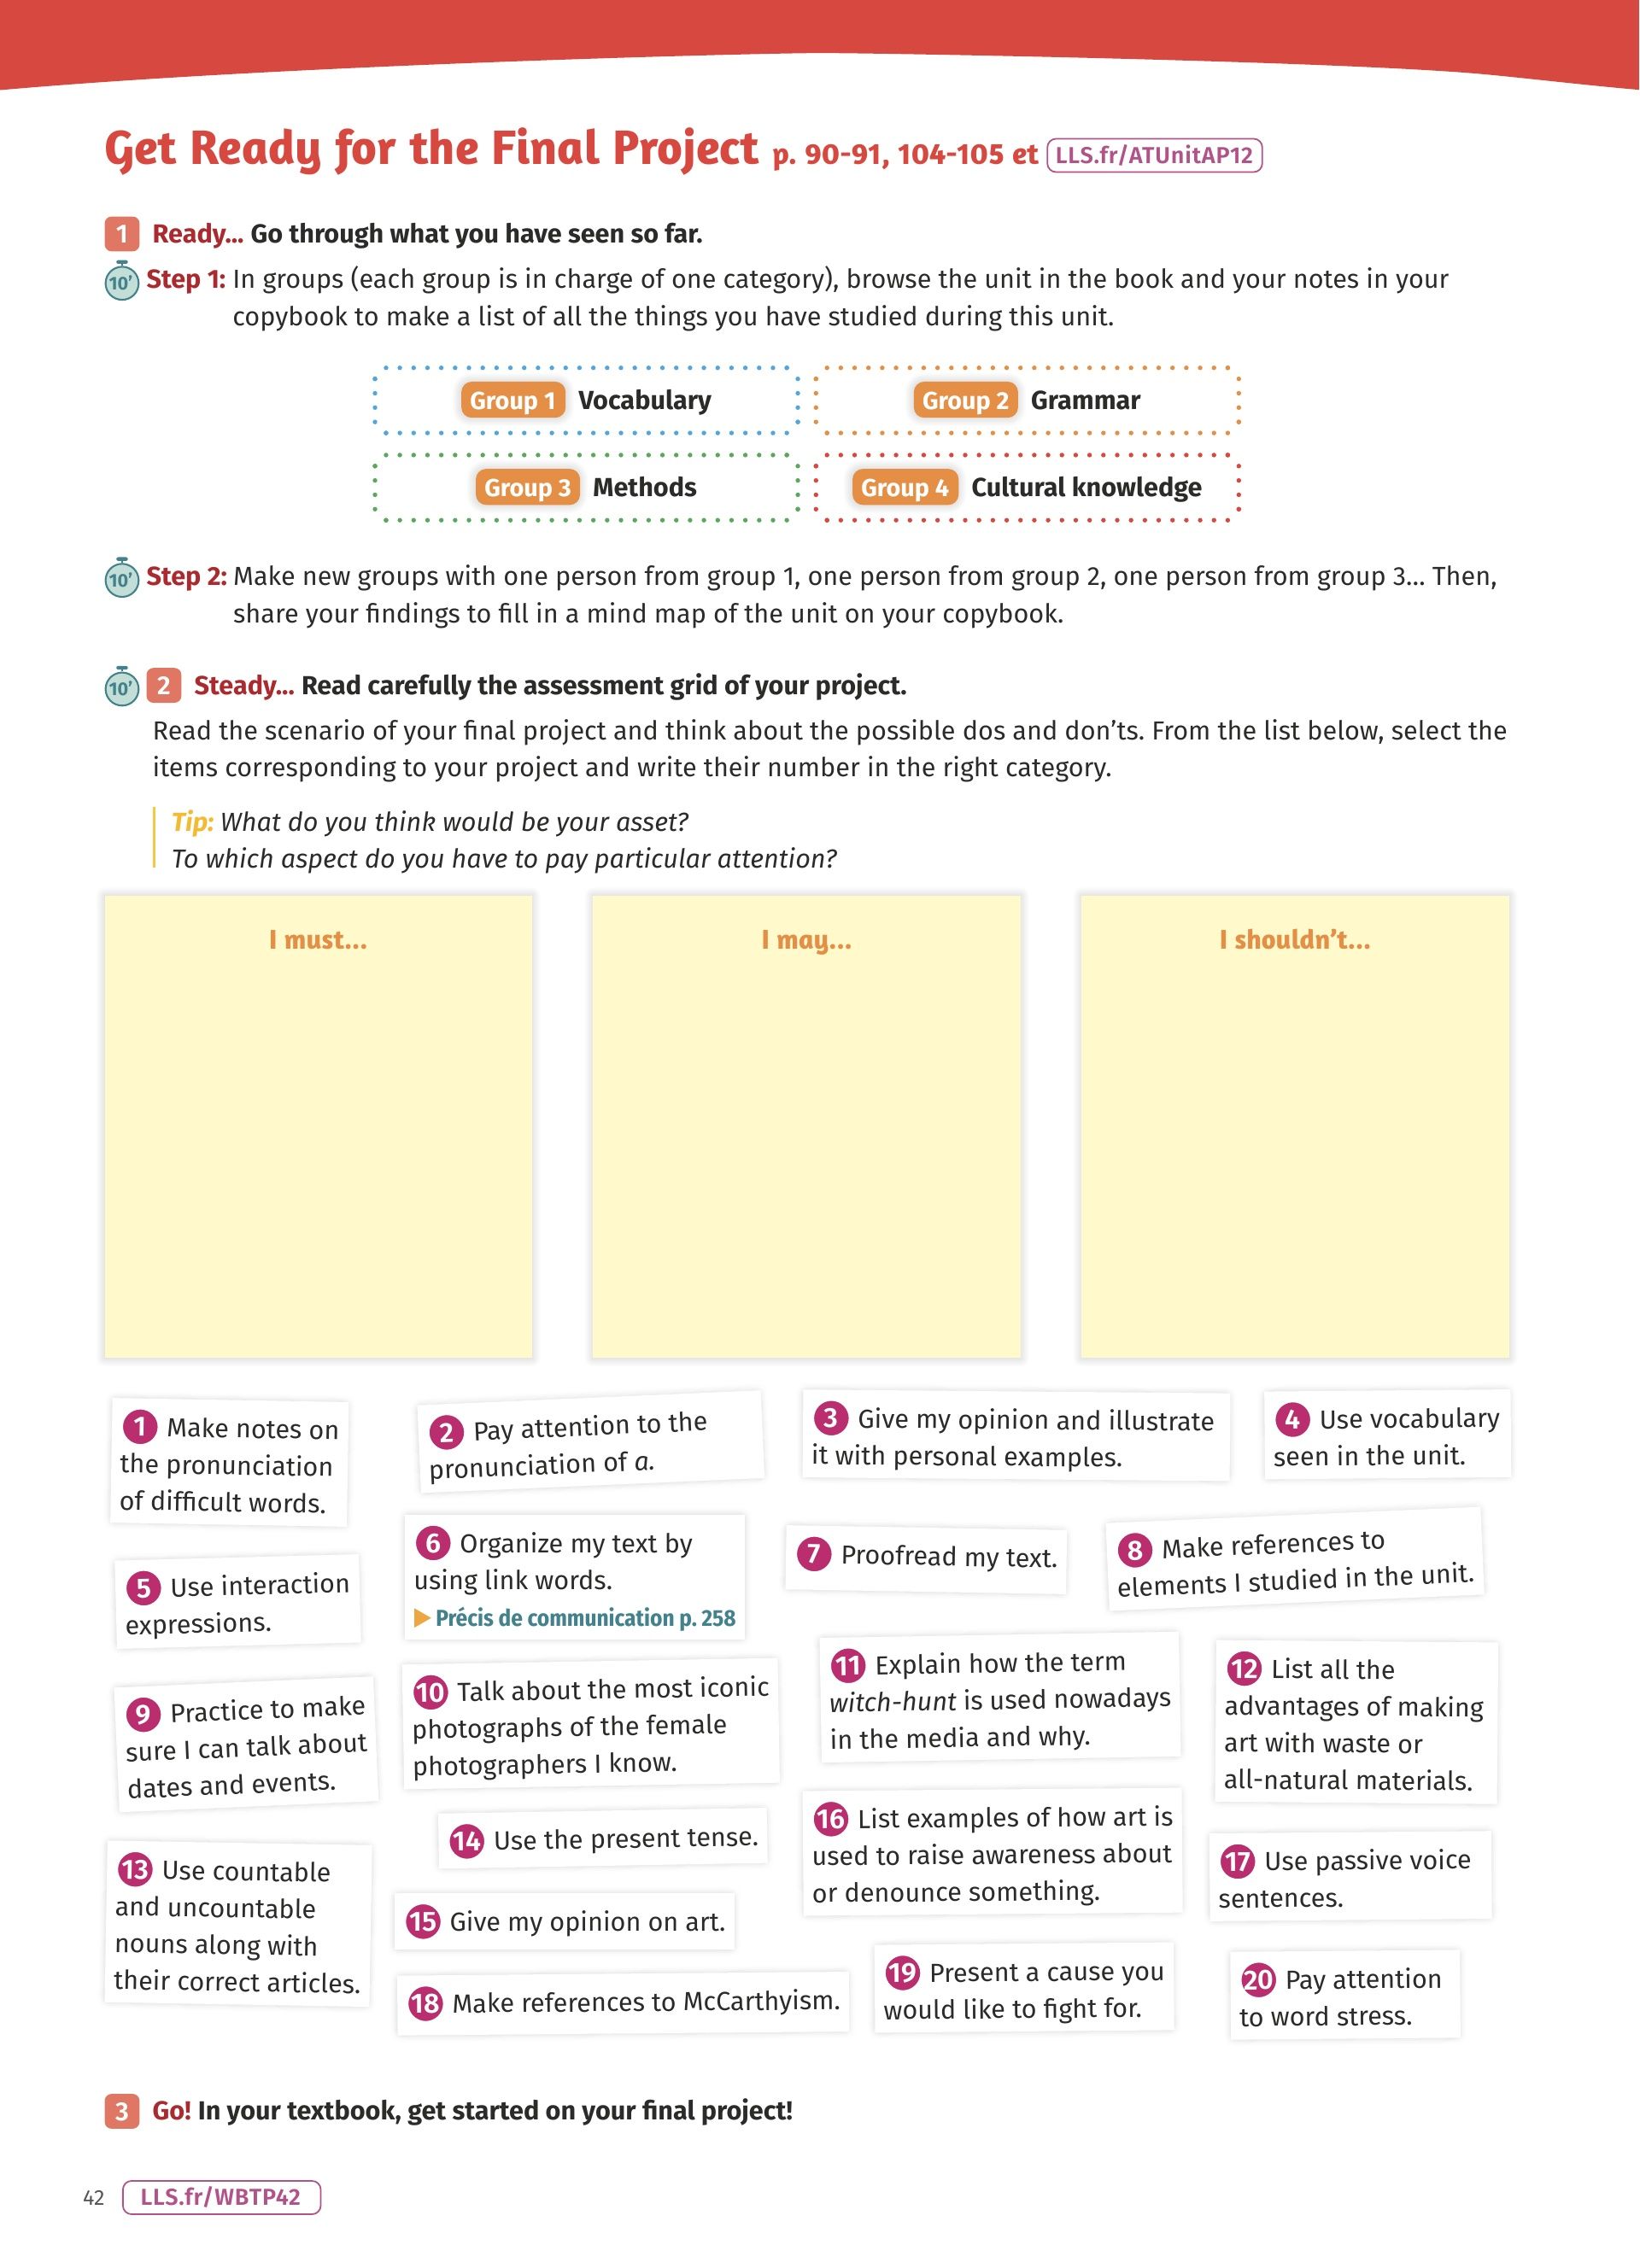 Get Ready for the Final Project p. 90-91, 104-105 et LLS.fr/ATUnitAP12
1 Ready... Go through what you have seen so far.
10' Step 1: In groups (each group is in charge of one category), browse the unit in the book and your notes in your
copybook to make a list of all the things you have studied during this unit.
Group 1 Vocabulary
Group 2 Grammar
Group 3 Methods
Group 4 Cultural knowledge
10' Step 2: Make new groups with one person from group 1, one person from group 2, one person from group 3... Then,
share your findings to fill in a mind map of the unit on your copybook.
10' 2 Steady... Read carefully the assessment grid of your project.
Read the scenario of your final project and think about the possible dos and don'ts. From the list below, select the
items corresponding to your project and write their number in the right category.
Tip: What do you think would be your asset?
To which aspect do you have to pay particular attention?
I must...
I may...
I shouldn't...
1 Make notes on
the pronunciation
of difficult words.
2 Pay attention to the
pronunciation of a.
3 Give my opinion and illustrate
it with personal examples.
4 Use vocabulary
seen in the unit.
5 Use interaction
expressions.
6 Organize my text by
using link words.
▶ Précis de communication p. 258
7 Proofread my text.
8 Make references to
elements I studied in the unit.
9 Practice to make
sure I can talk about
dates and events.
10 Talk about the most iconic
photographs of the female
photographers I know.
11 Explain how the term
witch-hunt is used nowadays
in the media and why.
12 List all the
advantages of making
art with waste or
all-natural materials.
13 Use countable
and uncountable
nouns along with
their correct articles.
14 Use the present tense.
15 Give my opinion on art.
16 List examples of how art is
used to raise awareness about
or denounce something.
17 Use passive voice
sentences.
18 Make references to McCarthyism.
19 Present a cause you
would like to fight for.
20 Pay attention
to word stress.
3 Go! In your textbook, get started on your final project!
42 LLS.fr/WBTP42